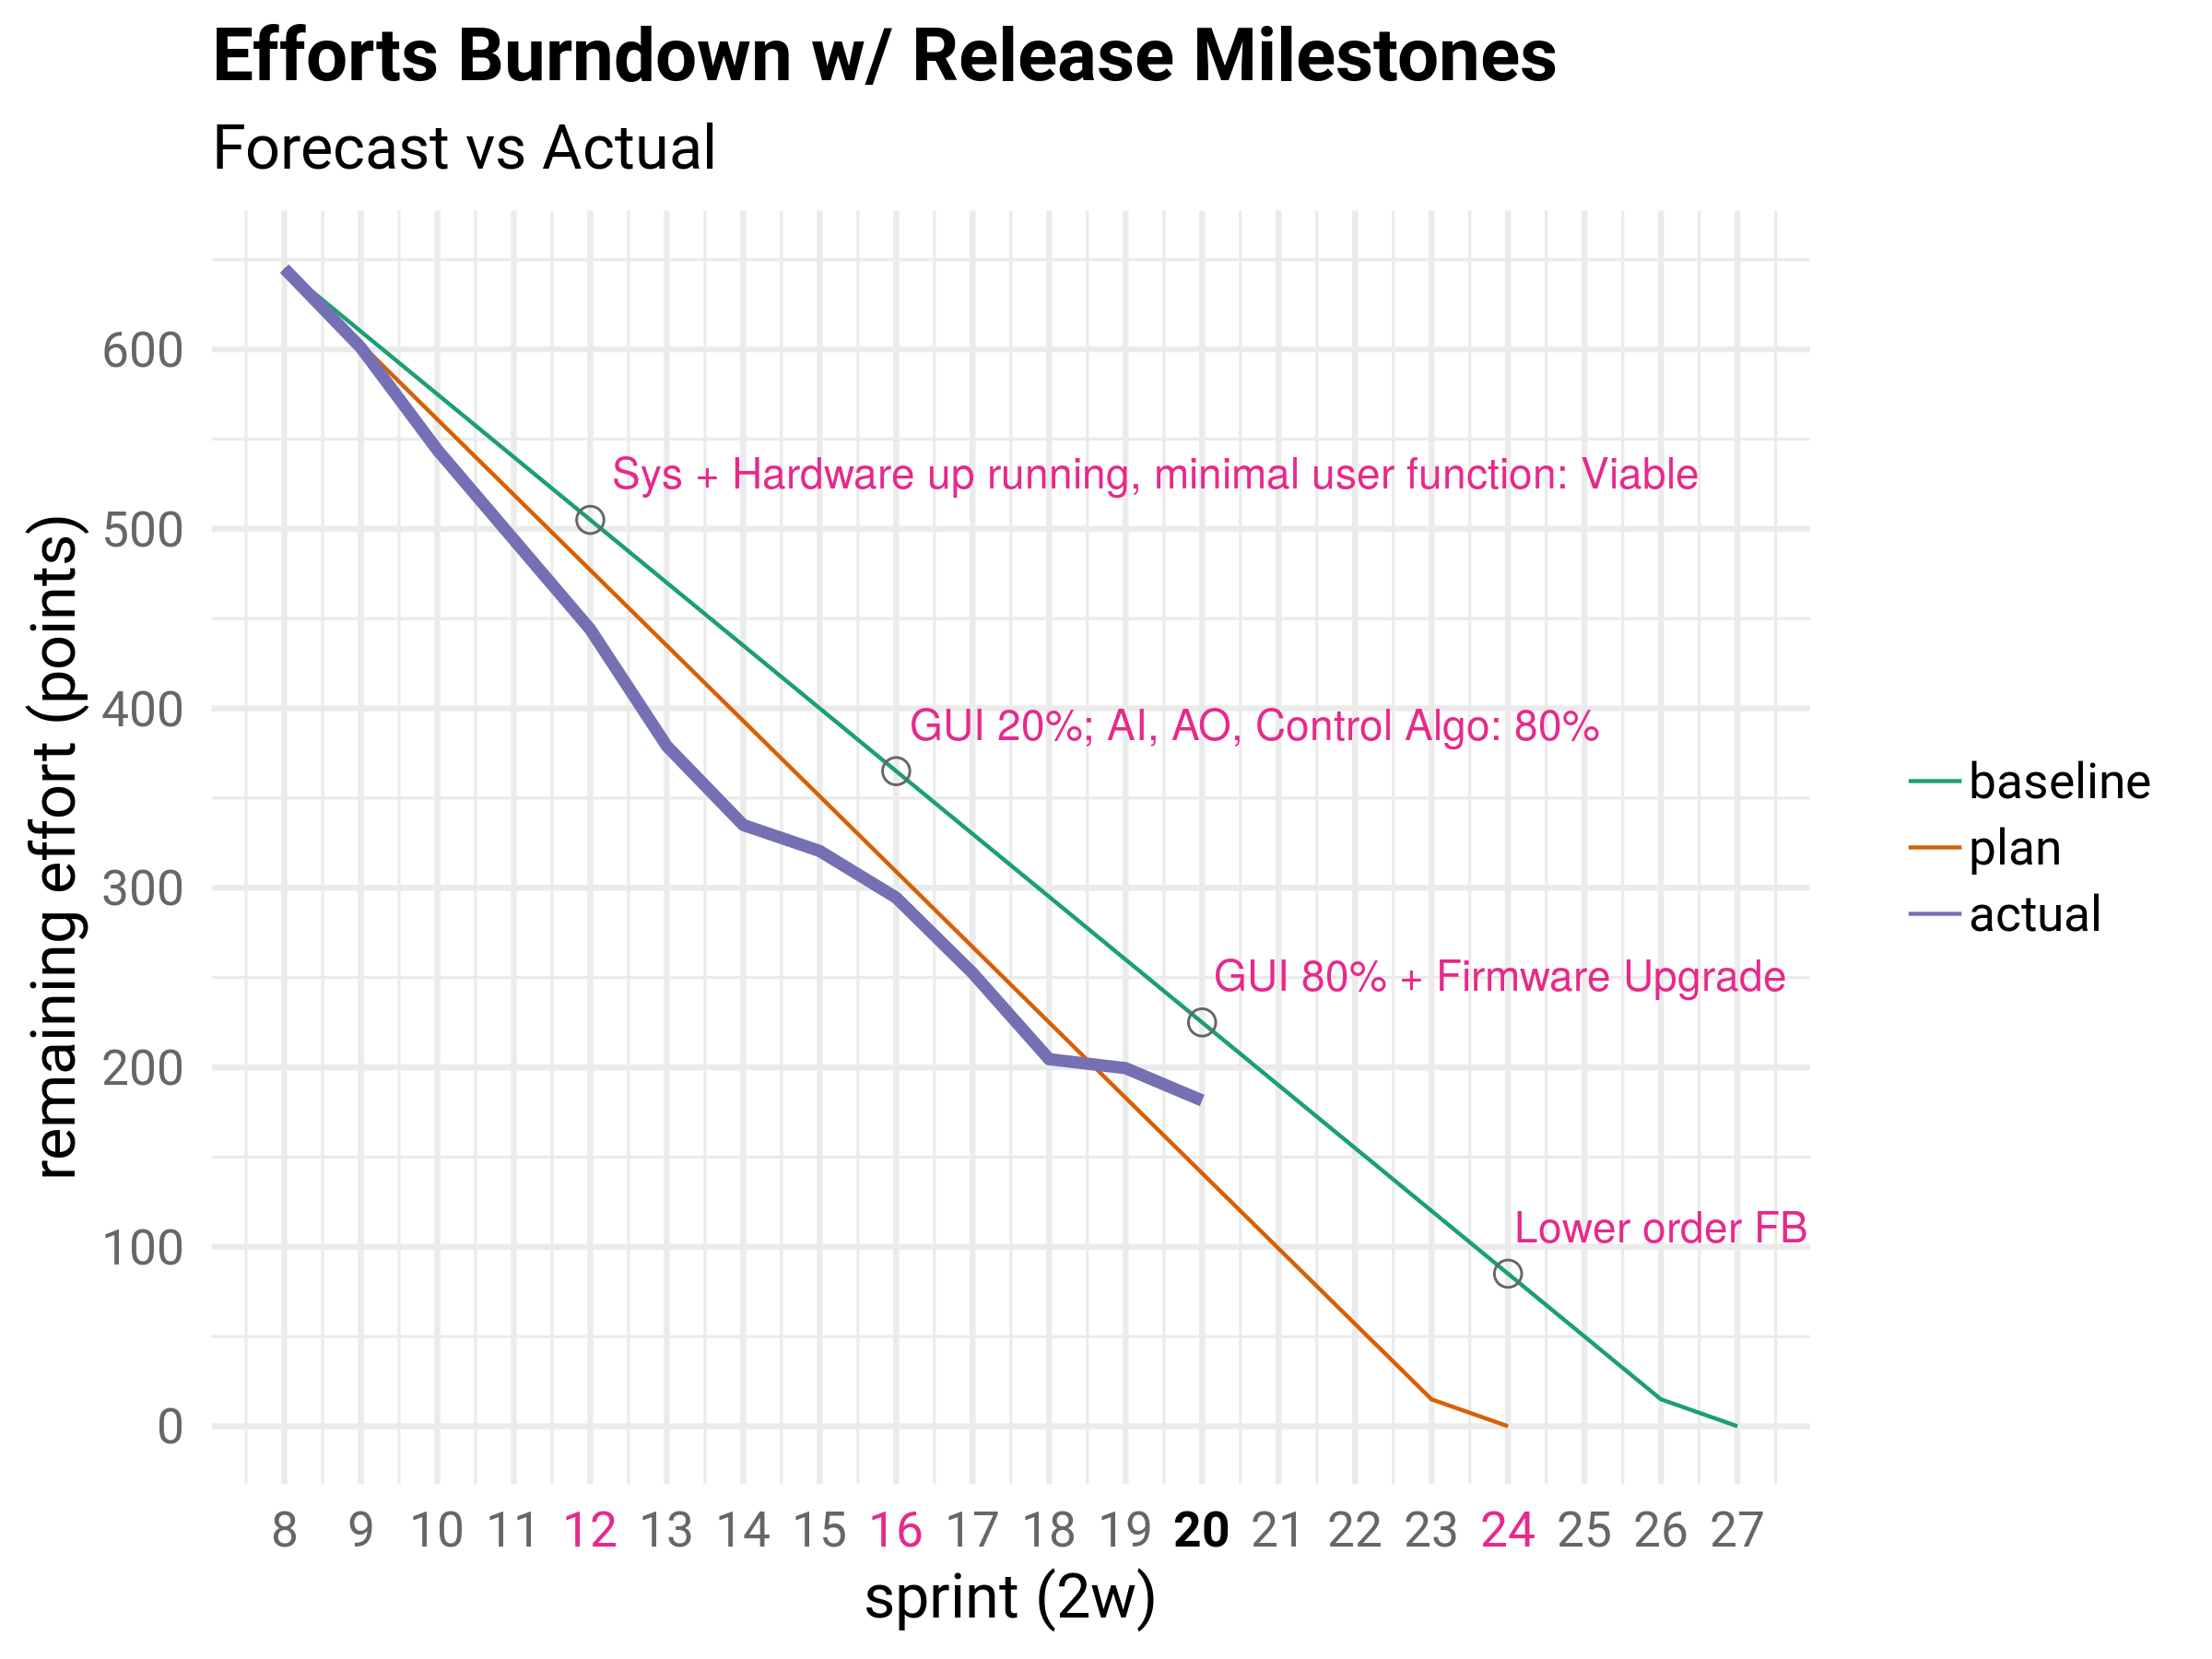 Efforts Burndown w/ Release Milestones
Forecast vs Actual
remaining effort (points)
600
500
400
300
200
100
0
Sys + Hardware up running, minimal user function: Viable
GUI 20%; AI, AO, Control Algo: 80%
GUI 80% + Firmware Upgrade
Lower order FB
baseline
plan
actual
8 9 10 11 12 13 14 15 16 17 18 19 20 21 22 23 24 25 26 27
sprint (2w)